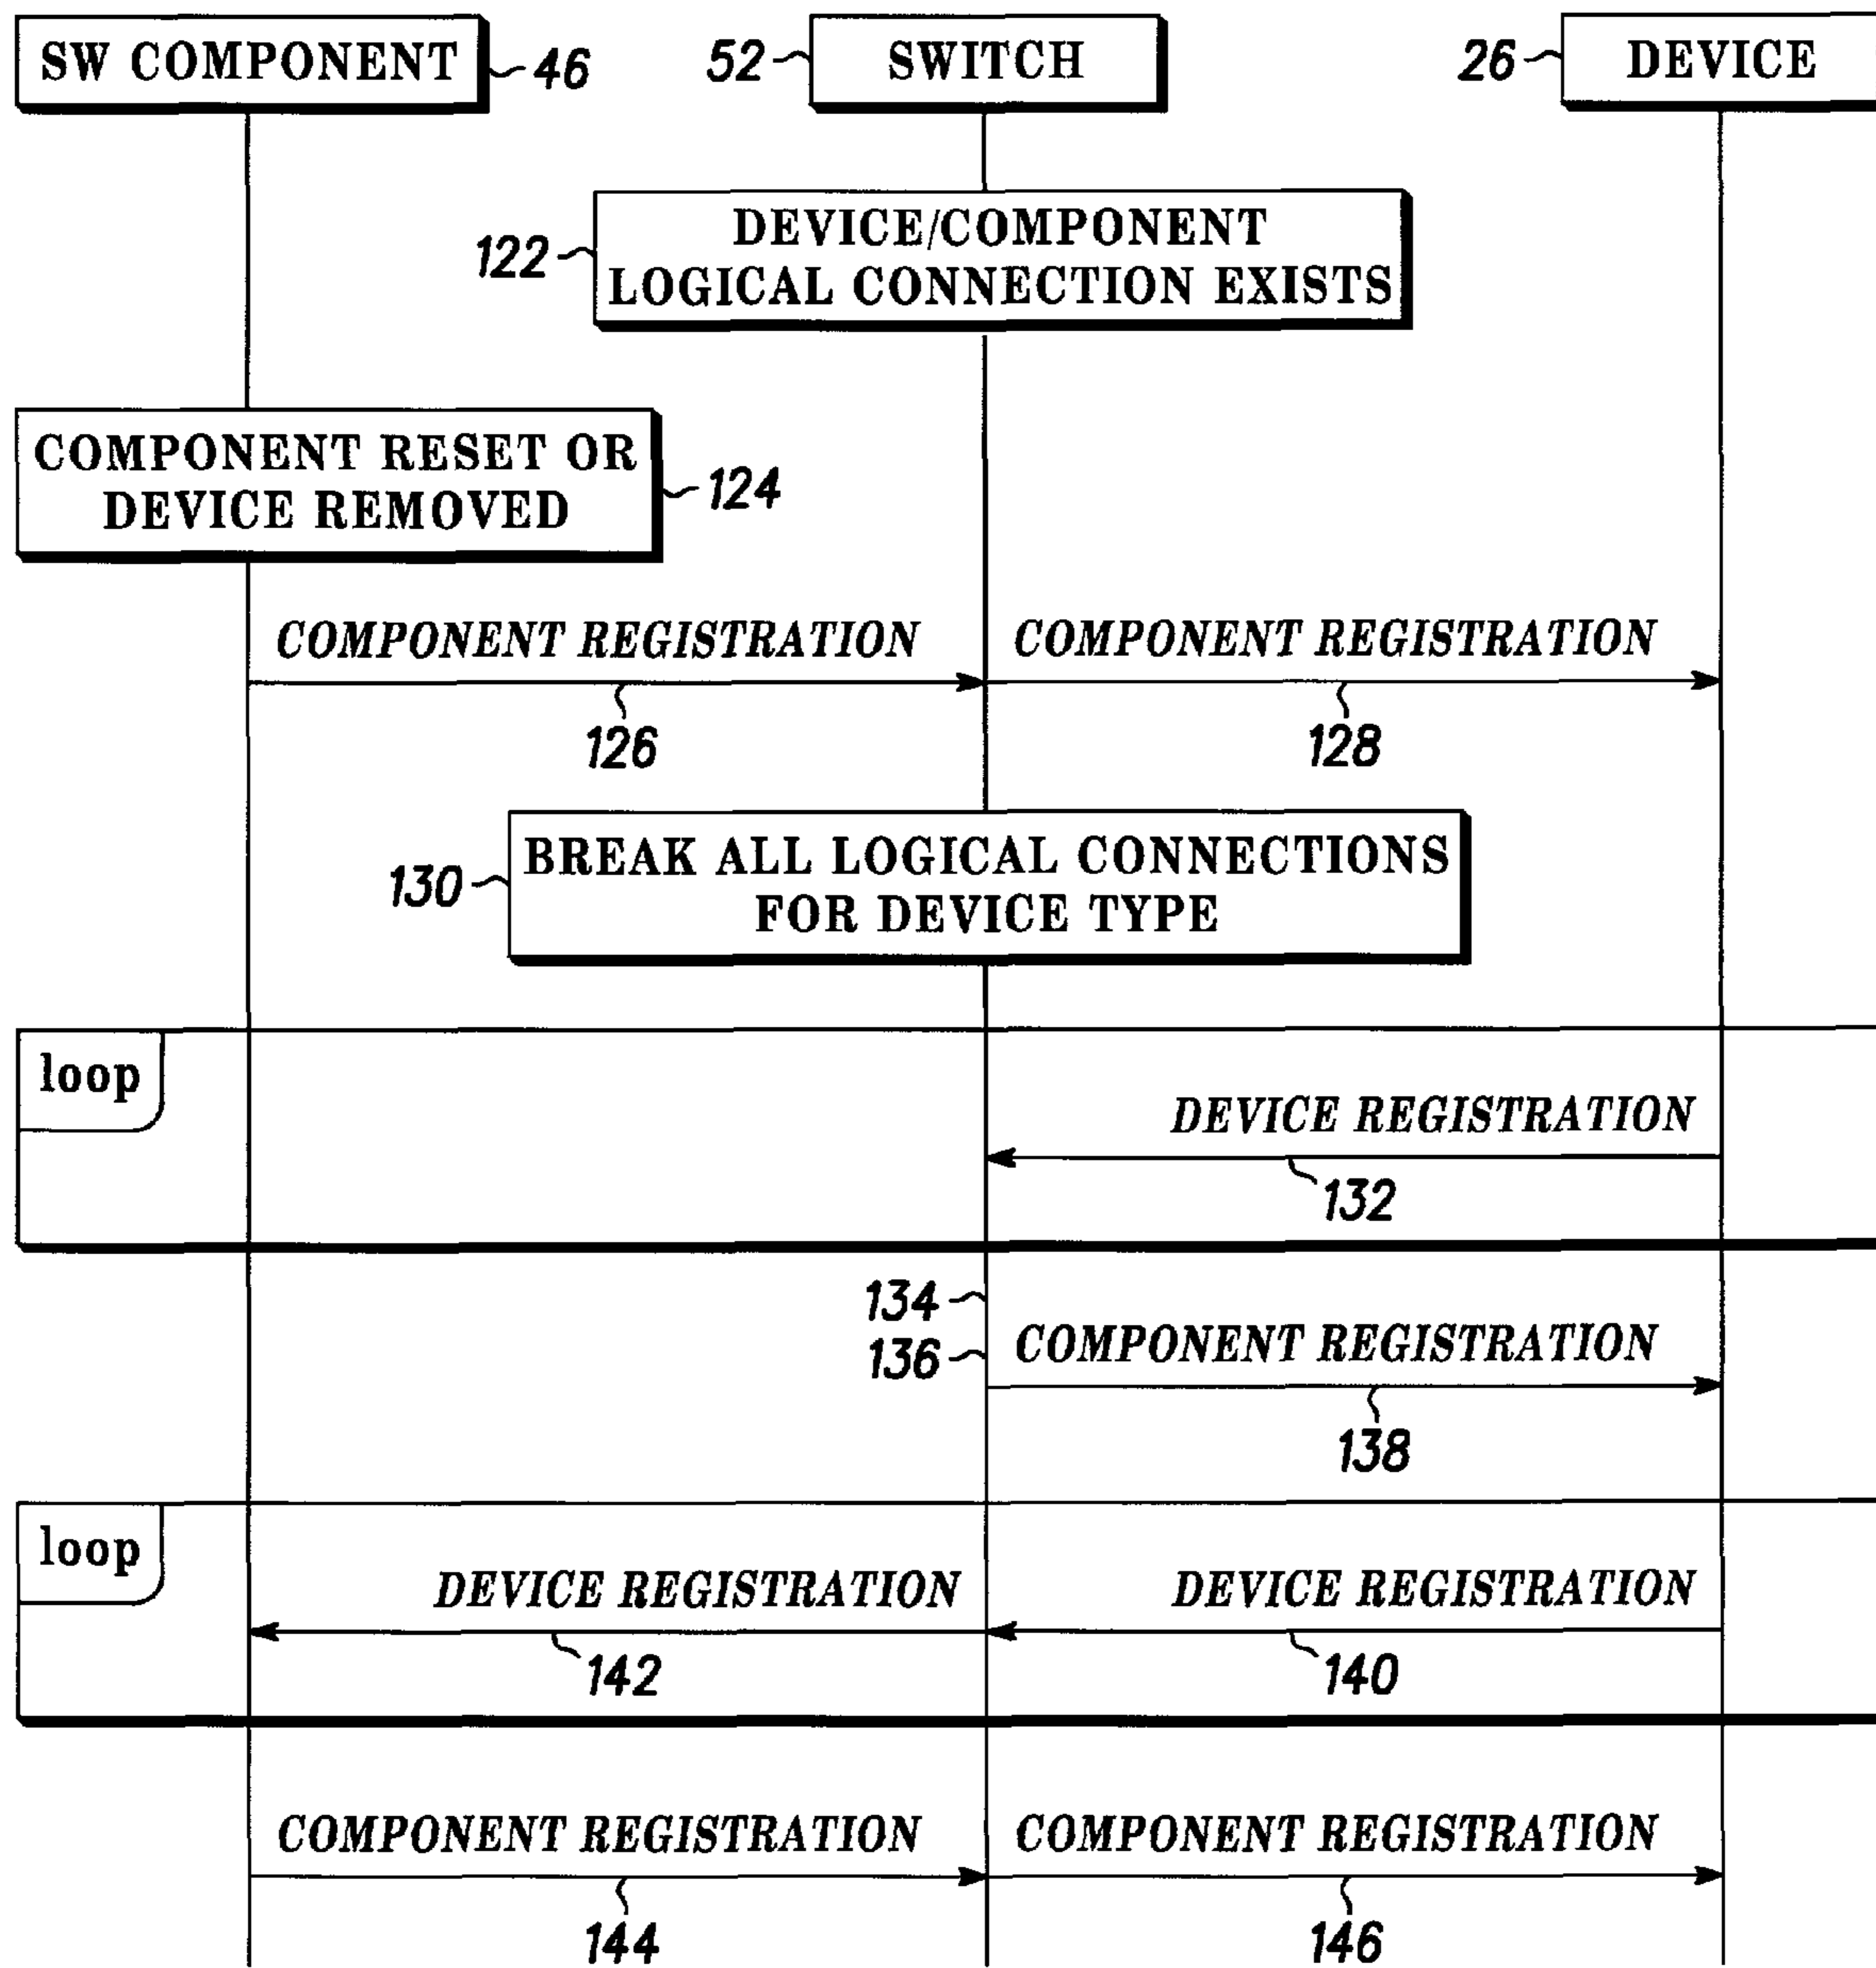 SW COMPONENT
46
52
SWITCH
26
DEVICE
122
DEVICE/COMPONENT
LOGICAL CONNECTION EXISTS
COMPONENT RESET OR
DEVICE REMOVED
124
COMPONENT REGISTRATION
COMPONENT REGISTRATION
126
128
130
BREAK ALL LOGICAL CONNECTIONS
FOR DEVICE TYPE
loop
DEVICE REGISTRATION
132
134
136
COMPONENT REGISTRATION
138
loop
DEVICE REGISTRATION
DEVICE REGISTRATION
142
140
COMPONENT REGISTRATION
COMPONENT REGISTRATION
144
146